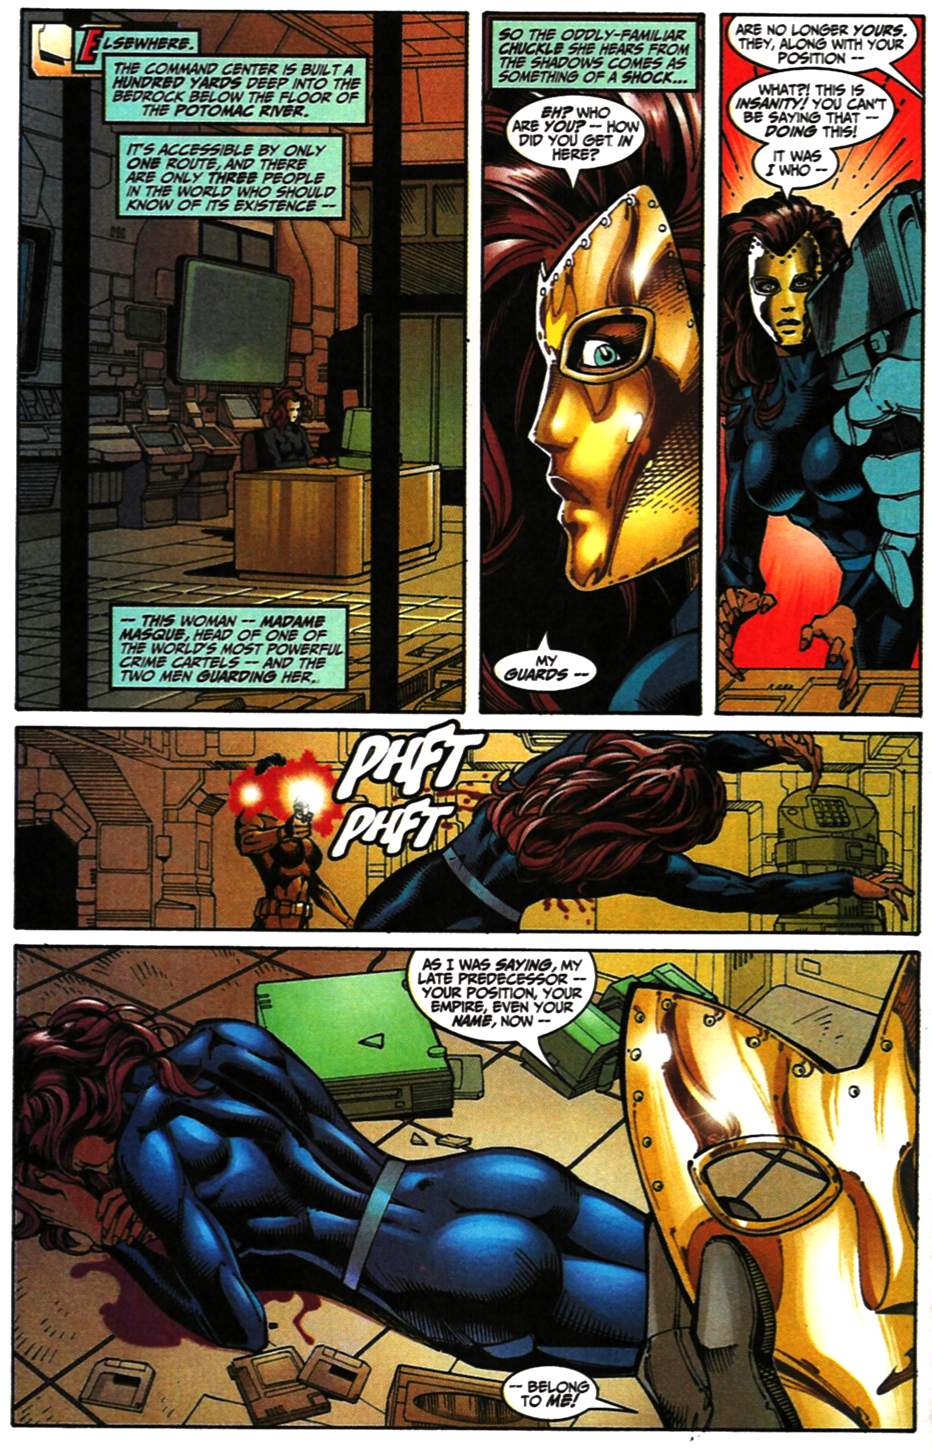 ELSEWHERE.
THE COMMAND CENTER IS BUILT A
HUNDRED YARDS DEEP INTO THE
BEDROCK BELOW THE FLOOR OF
THE POTOMAC RIVER.
IT'S ACCESSIBLE BY ONLY
ONE ROUTE, AND THERE
ARE ONLY THREE PEOPLE
IN THE WORLD WHO SHOULD
KNOW OF ITS EXISTENCE --
-- THIS WOMAN -- MADAME
MASQUE, HEAD OF ONE OF
THE WORLD'S MOST POWERFUL
CRIME CARTELS -- AND THE
TWO MEN GUARDING HER.
SO THE ODDLY-FAMILIAR
CHUCKLE SHE HEARS FROM
THE SHADOWS COMES AS
SOMETHING OF A SHOCK...
EH? WHO
ARE YOU? -- HOW
DID YOU GET IN
HERE?
MY
GUARDS --
ARE NO LONGER YOURS.
THEY, ALONG WITH YOUR
POSITION --
WHAT?! THIS IS
INSANITY! YOU CAN'T
BE SAYING THAT --
DOING THIS!
IT WAS
I WHO --
PHFT
PHFT
AS I WAS SAYING, MY
LATE PREDECESSOR --
YOUR POSITION, YOUR
EMPIRE, EVEN YOUR
NAME, NOW --
-- BELONG
TO ME!